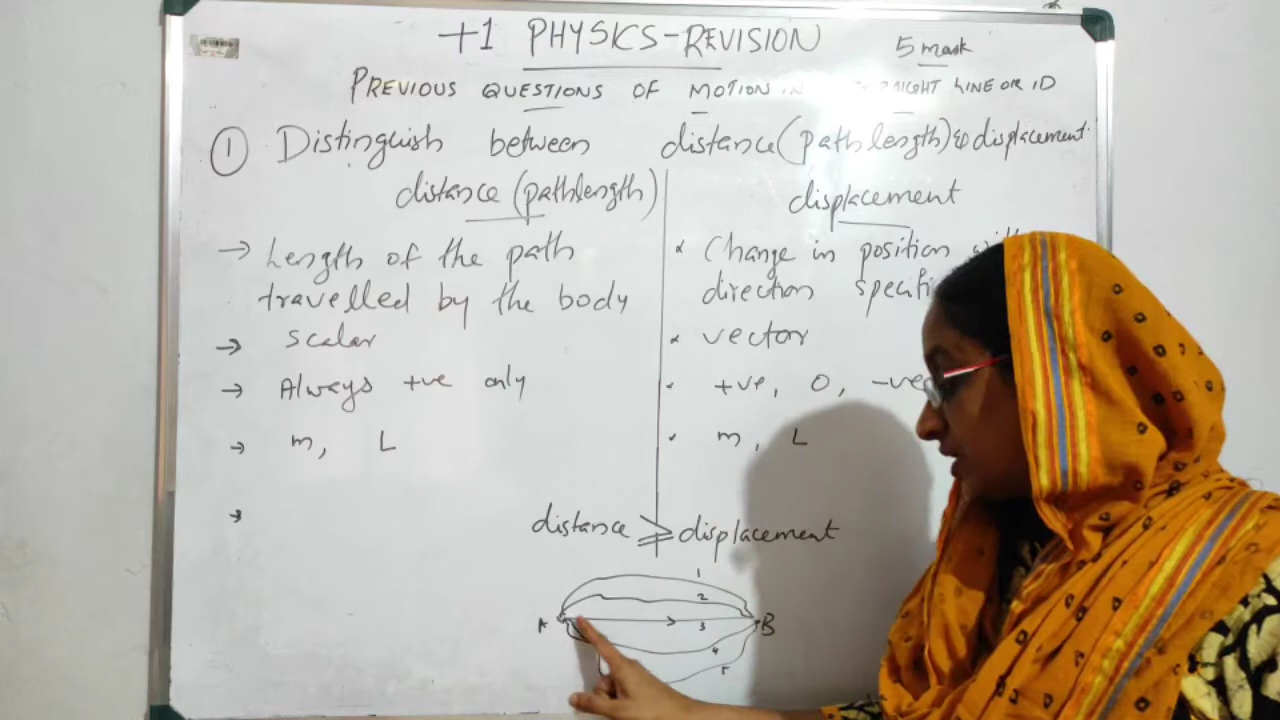 +1 PHYSICS-REVISION
5 mark
PREVIOUS QUESTIONS OF MOTION IN LINE OR 1D
① Distinguish between distance (path length) & displacement.
distance (pathlength)
→ Length of the path
travelled by the body
→ Scalar
→ Always +ve only
→ m, L
→
displacement
* Change in position
direction
* vector
· +ve, 0, -ve
· m, L
distance ≥ displacement
1
2
A 3 B
4
5